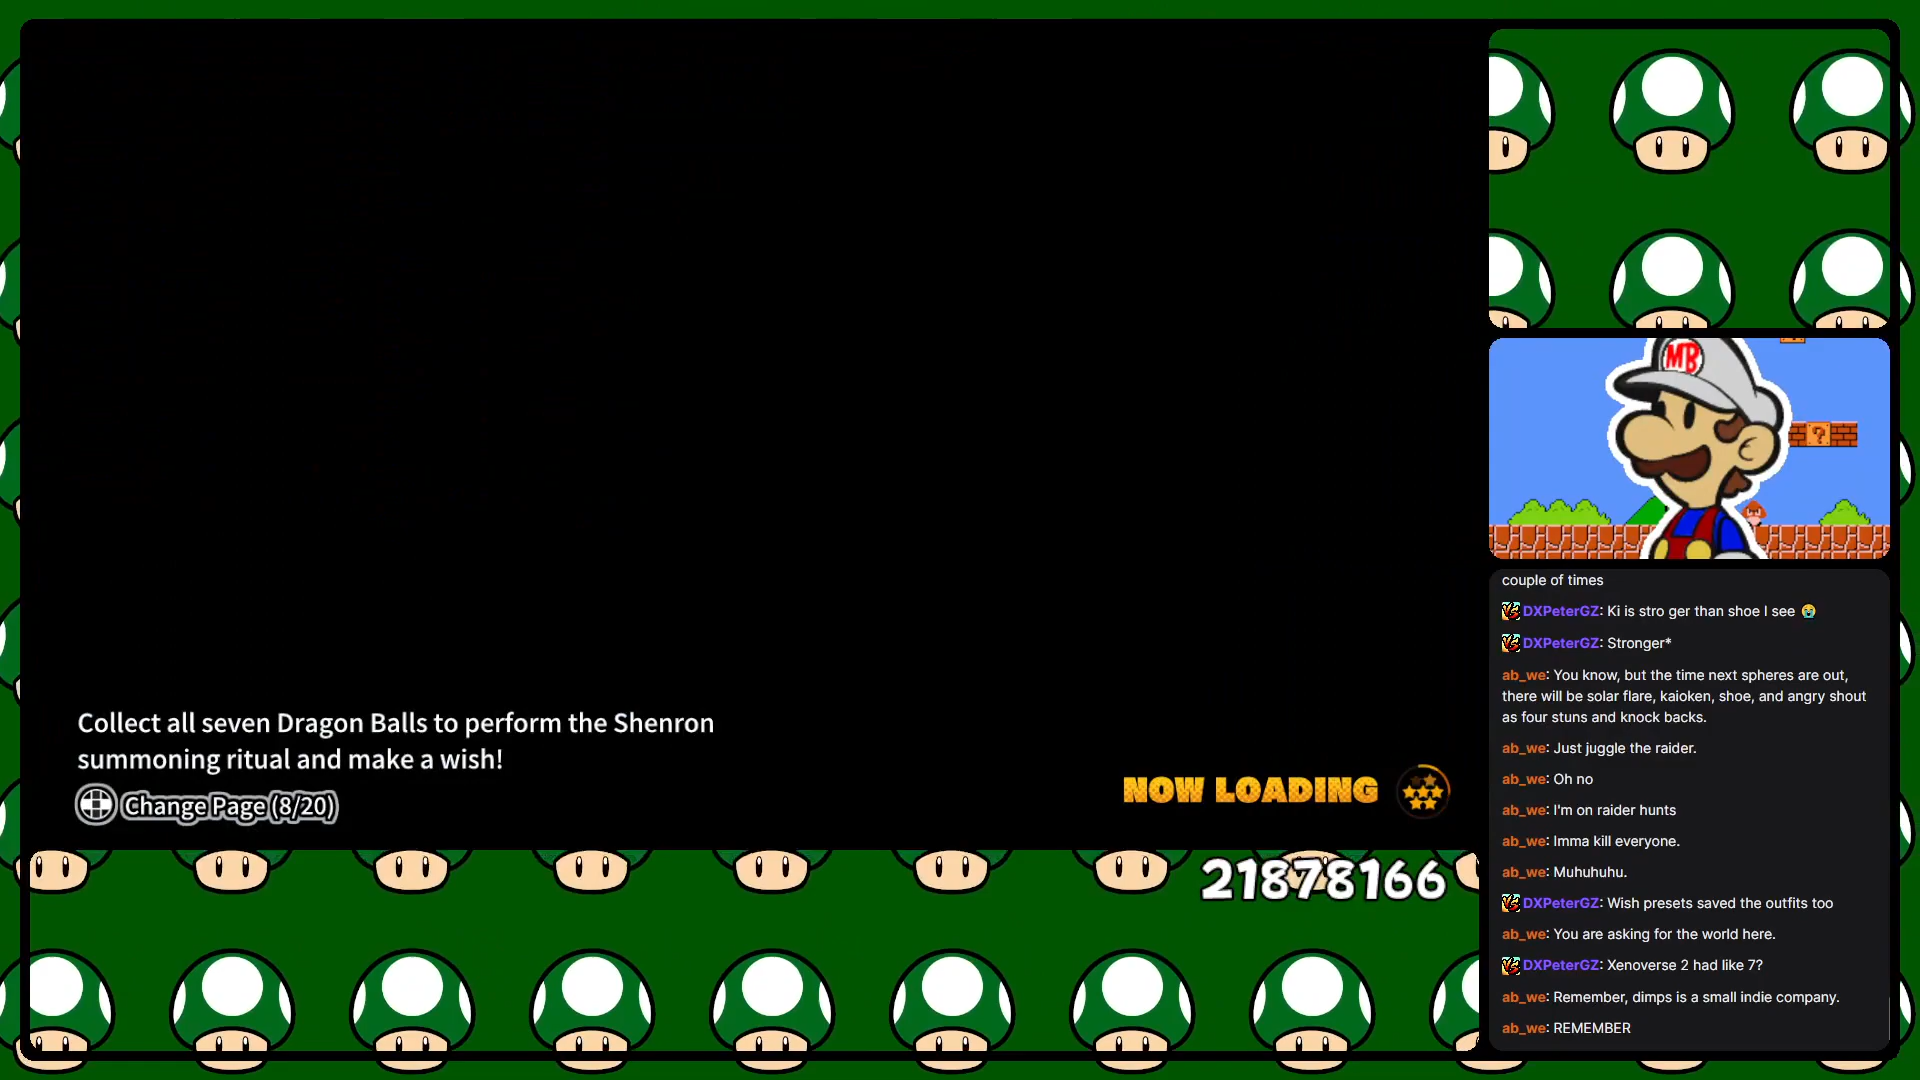 MB
?
couple of times
DXPeterGZ: Ki is stro ger than shoe I see 😭
DXPeterGZ: Stronger*
ab_we: You know, but the time next spheres are out,
there will be solar flare, kaioken, shoe, and angry shout
as four stuns and knock backs.
ab_we: Just juggle the raider.
ab_we: Oh no
ab_we: I'm on raider hunts
ab_we: Imma kill everyone.
ab_we: Muhuhuhu.
DXPeterGZ: Wish presets saved the outfits too
ab_we: You are asking for the world here.
DXPeterGZ: Xenoverse 2 had like 7?
ab_we: Remember, dimps is a small indie company.
ab_we: REMEMBER
Collect all seven Dragon Balls to perform the Shenron
summoning ritual and make a wish!
Change Page (8/20)
NOW LOADING
21878166